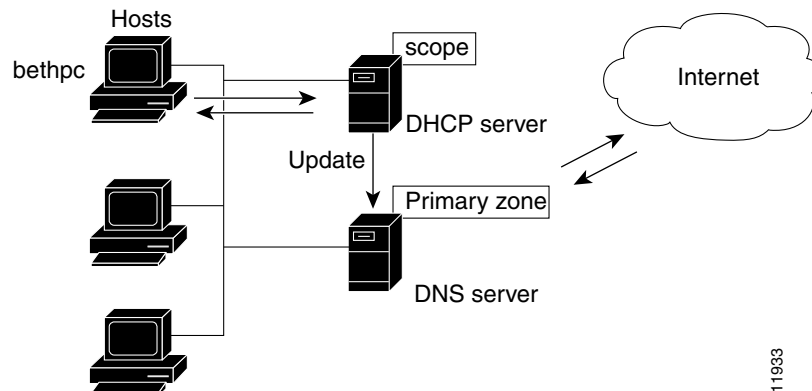 Hosts
bethpc
scope
Internet
DHCP server
Update
Primary zone
DNS server
11933